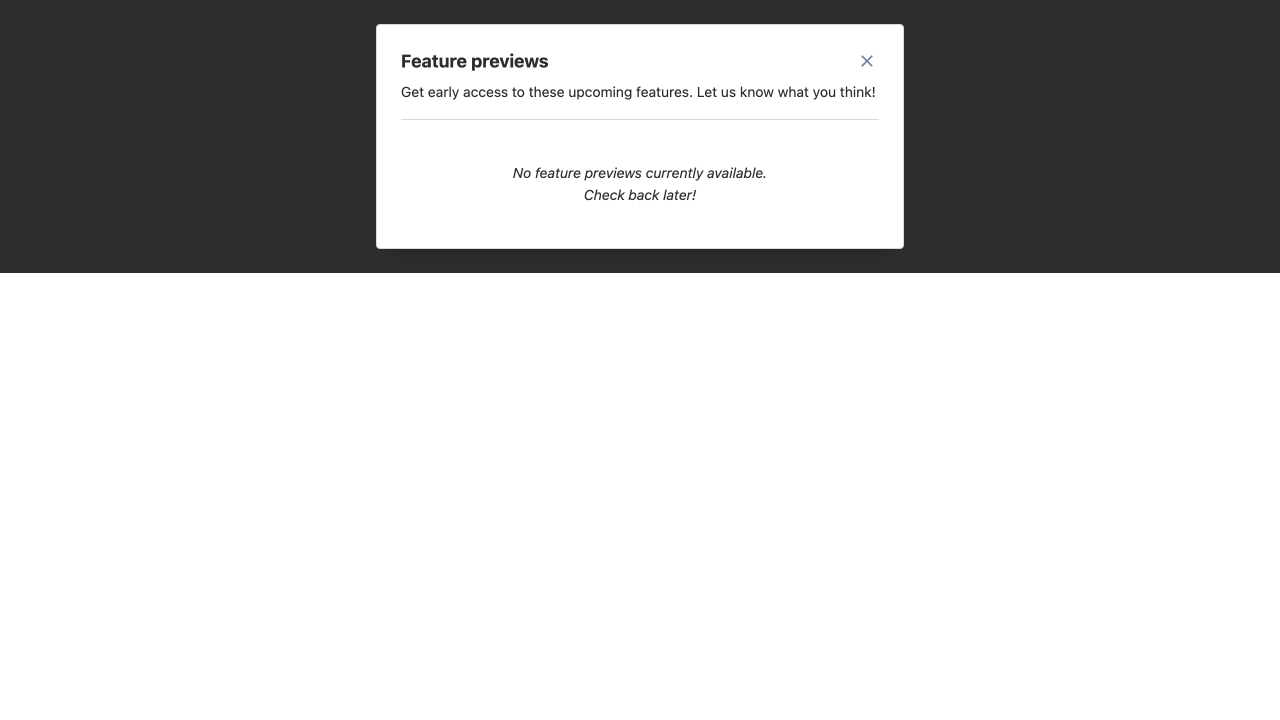 Feature previews
Get early access to these upcoming features. Let us know what you think!
No feature previews currently available.
Check back later!